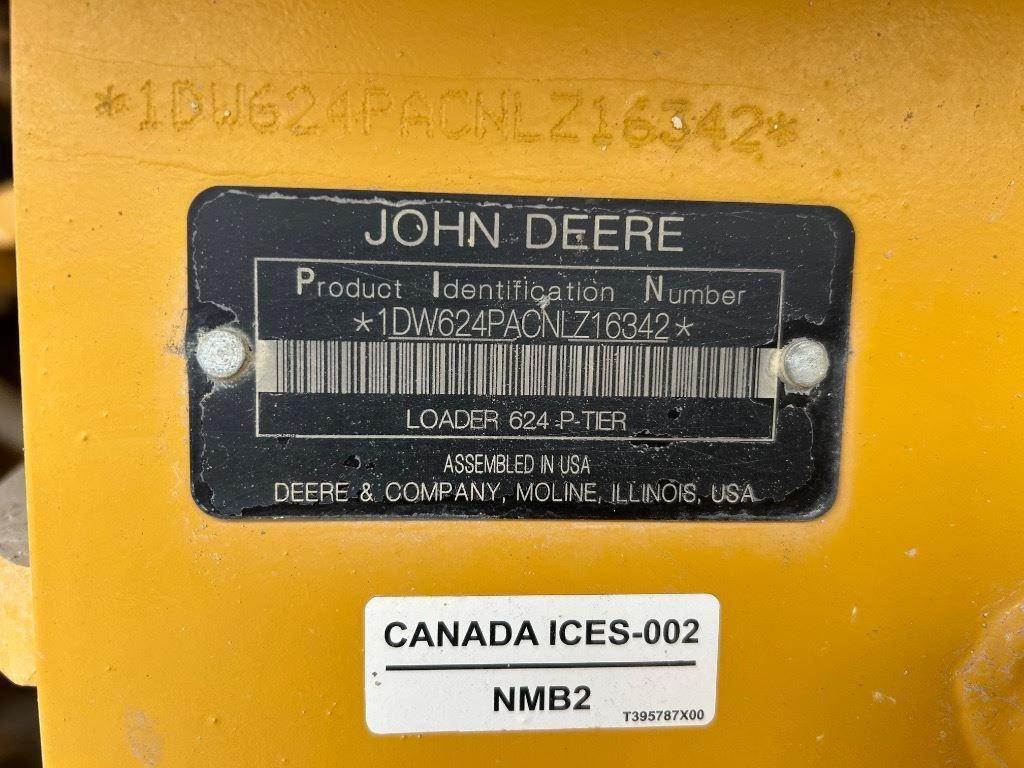 *1DW624PACNLZ16342*
JOHN DEERE
Product Identification Number
*1DW624PACNLZ16342*
LOADER 624 P-TIER
ASSEMBLED IN USA
DEERE & COMPANY, MOLINE, ILLINOIS, USA
CANADA ICES-002
NMB2
T395787X00